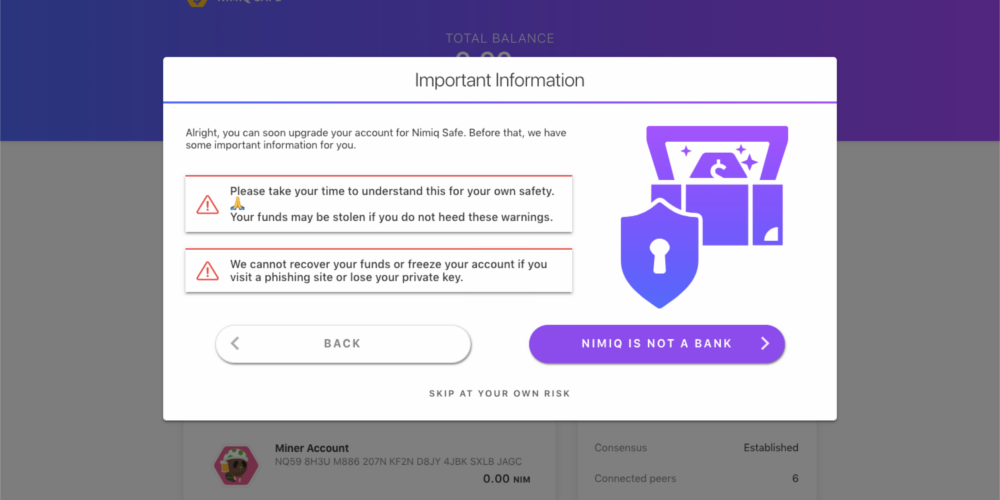 TOTAL BALANCE
Important Information
Alright, you can soon upgrade your account for Nimiq Safe. Before that, we have
some important information for you.
Please take your time to understand this for your own safety.
🙏
Your funds may be stolen if you do not heed these warnings.
We cannot recover your funds or freeze your account if you
visit a phishing site or lose your private key.
BACK
NIMIQ IS NOT A BANK
SKIP AT YOUR OWN RISK
Miner Account
NQ59 8H3U M886 207N KF2N D8JY 4JBK SXLB JAGC
0.00 NIM
Consensus Established
Connected peers 6